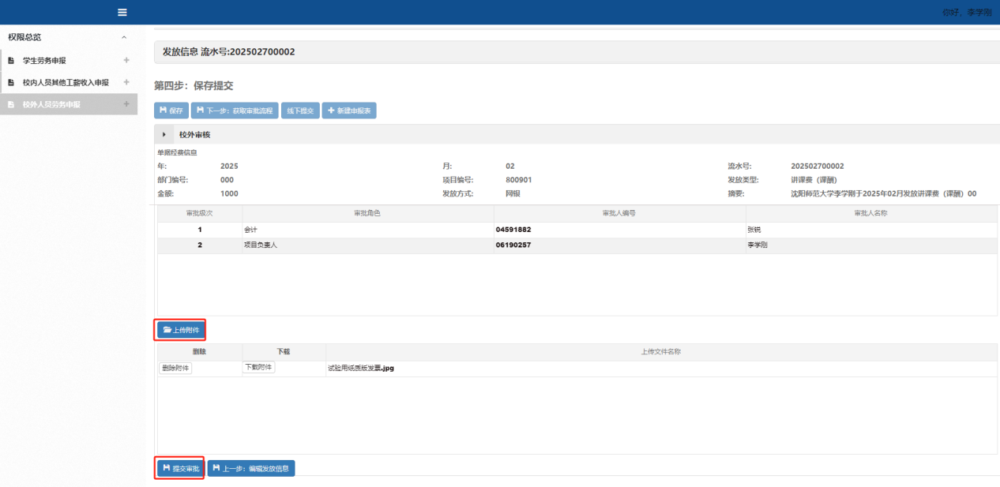 你好，李学刚
权限总览
学生劳务申报
校内人员其他工薪收入申报
校外人员劳务申报
发放信息 流水号:202502700002
第四步：保存提交
保存 下一步：获取审批流程 线下提交 新建申报表
校外审核
单据经费信息
年: 2025 月: 02 流水号: 202502700002
部门编号: 000 项目编号: 800901 发放类型: 讲课费（课酬)
金额: 1000 发放方式: 网银 摘要: 沈阳师范大学李学刚于2025年02月发放讲课费（课酬）00
审批级次 审批角色 审批人编号 审批人名称
1 会计 04591882 张锐
2 项目负责人 06190257 李学刚
上传附件
删除 下载 上传文件名称
删除附件 下载附件 试验用纸质版发票.jpg
提交审批 上一步：编辑发放信息